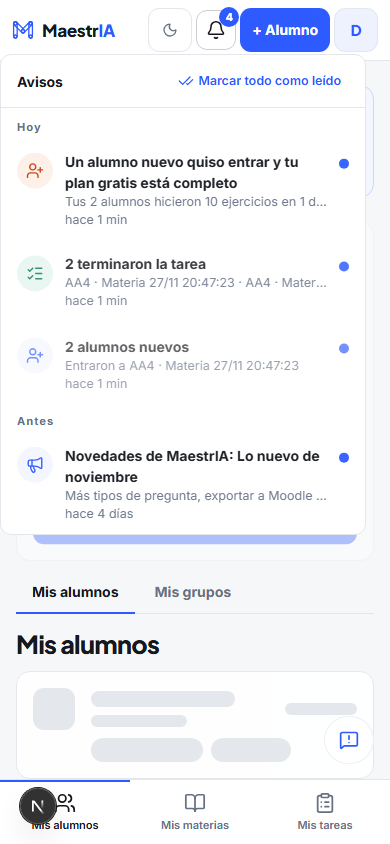 MaestrIA
4
+ Alumno
D
Avisos
Marcar todo como leído
Hoy
Un alumno nuevo quiso entrar y tu
plan gratis está completo
Tus 2 alumnos hicieron 10 ejercicios en 1 d...
hace 1 min
2 terminaron la tarea
AA4 · Materia 27/11 20:47:23 · AA4 · Mater...
hace 1 min
2 alumnos nuevos
Entraron a AA4 · Materia 27/11 20:47:23
hace 1 min
Antes
Novedades de MaestrIA: Lo nuevo de
noviembre
Más tipos de pregunta, exportar a Moodle ...
hace 4 días
Mis alumnos
Mis grupos
Mis alumnos
N
Mis alumnos
Mis materias
Mis tareas